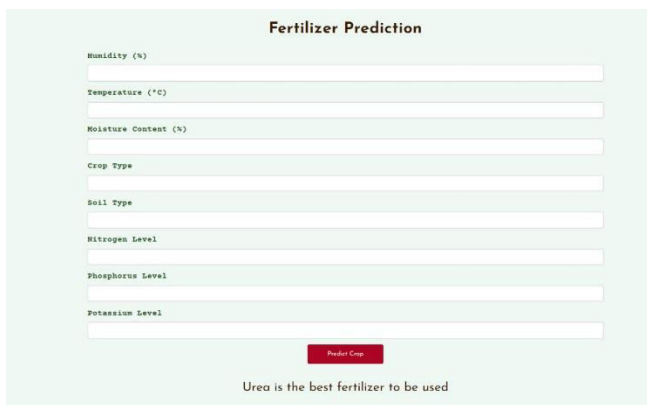 Fertilizer Prediction
Humidity (%)
Temperature (°C)
Moisture Content (%)
Crop Type
Soil Type
Nitrogen Level
Phosphorus Level
Potassium Level
Predict Crop
Urea is the best fertilizer to be used